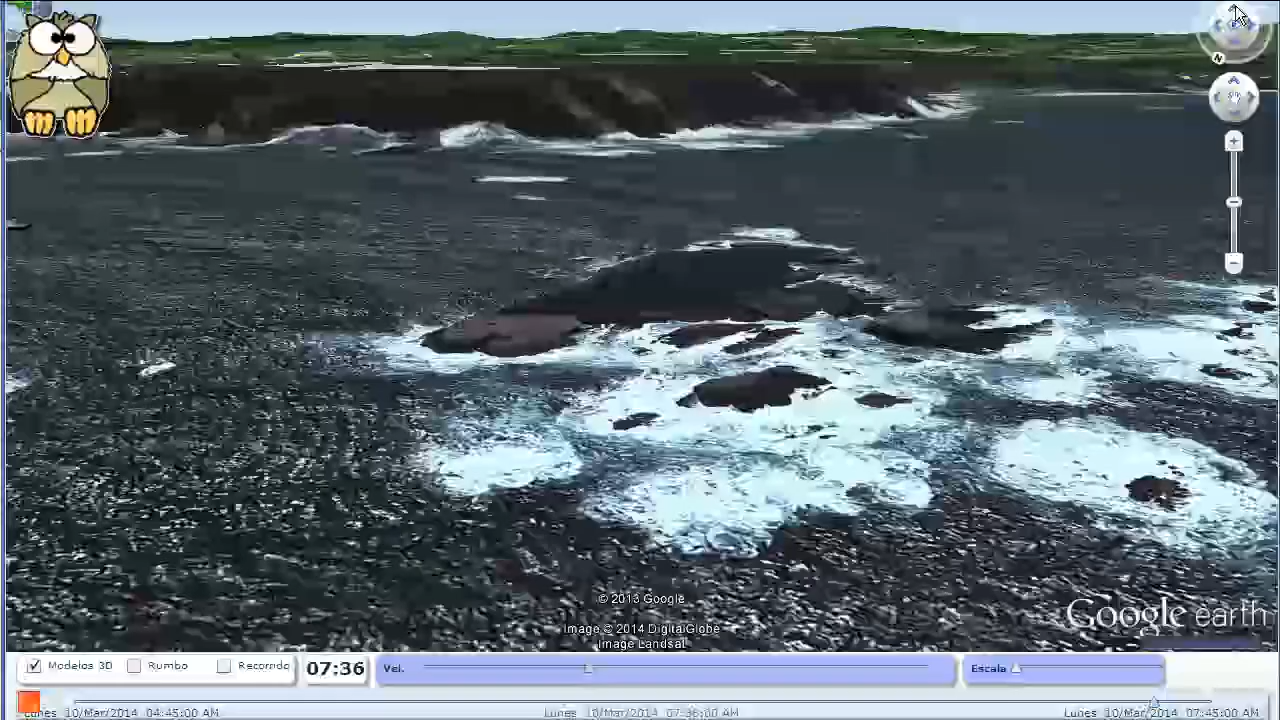 N
© 2013 Google
Image © 2014 DigitalGlobe
Image Landsat
Google earth
Modelos 3D Rumbo Recorrido 07:36 Vel. Escala
Lunes 10/Mar/2014 04:45:00 AM Lunes 10/Mar/2014 07:36:00 AM Lunes 10/Mar/2014 07:45:00 AM